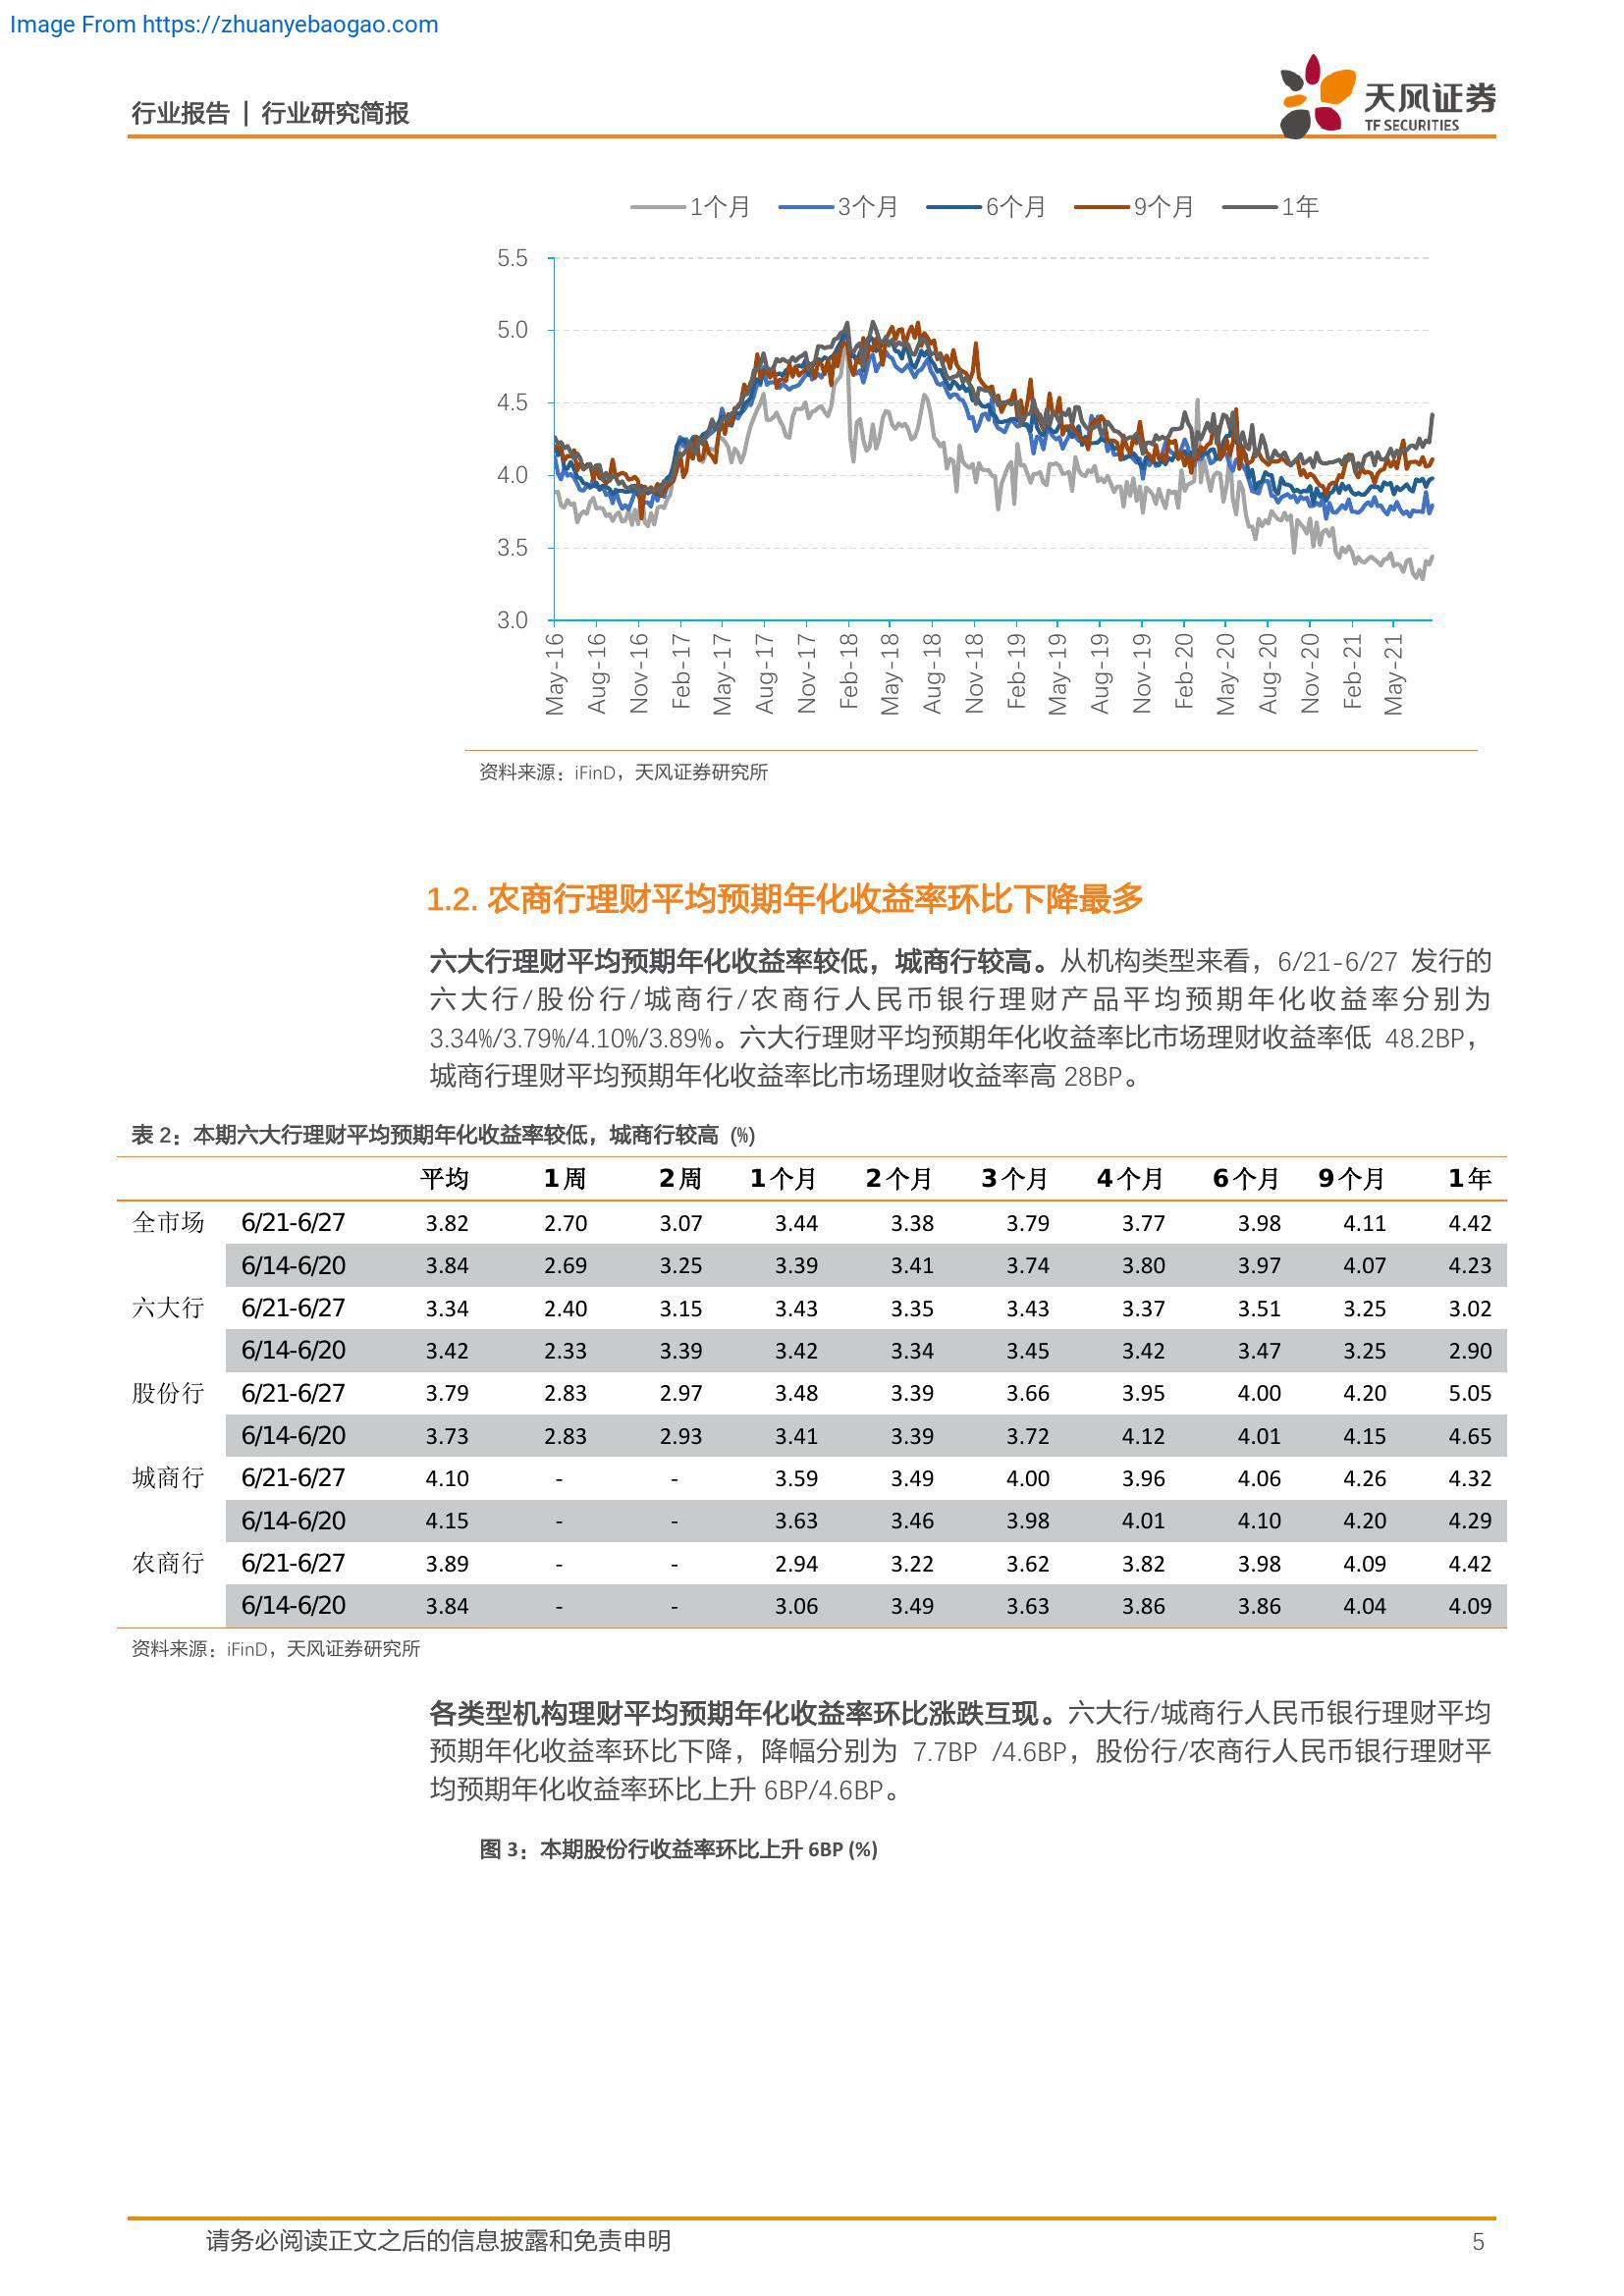 Image From https://zhuanyebaogao.com
行业报告 | 行业研究简报
天风证券
TF SECURITIES
1个月 3个月 6个月 9个月 1年
5.5
5.0
4.5
4.0
3.5
3.0
May-16 Aug-16 Nov-16 Feb-17 May-17 Aug-17 Nov-17 Feb-18 May-18 Aug-18 Nov-18 Feb-19 May-19 Aug-19 Nov-19 Feb-20 May-20 Aug-20 Nov-20 Feb-21 May-21
资料来源：iFinD，天风证券研究所
1.2. 农商行理财平均预期年化收益率环比下降最多
六大行理财平均预期年化收益率较低，城商行较高。从机构类型来看，6/21-6/27 发行的
六大行/股份行/城商行/农商行人民币银行理财产品平均预期年化收益率分别为
3.34%/3.79%/4.10%/3.89%。六大行理财平均预期年化收益率比市场理财收益率低 48.2BP，
城商行理财平均预期年化收益率比市场理财收益率高 28BP。
表 2：本期六大行理财平均预期年化收益率较低，城商行较高 (%)
平均 1周 2周 1个月 2个月 3个月 4个月 6个月 9个月 1年
全市场 6/21-6/27 3.82 2.70 3.07 3.44 3.38 3.79 3.77 3.98 4.11 4.42
6/14-6/20 3.84 2.69 3.25 3.39 3.41 3.74 3.80 3.97 4.07 4.23
六大行 6/21-6/27 3.34 2.40 3.15 3.43 3.35 3.43 3.37 3.51 3.25 3.02
6/14-6/20 3.42 2.33 3.39 3.42 3.34 3.45 3.42 3.47 3.25 2.90
股份行 6/21-6/27 3.79 2.83 2.97 3.48 3.39 3.66 3.95 4.00 4.20 5.05
6/14-6/20 3.73 2.83 2.93 3.41 3.39 3.72 4.12 4.01 4.15 4.65
城商行 6/21-6/27 4.10 - - 3.59 3.49 4.00 3.96 4.06 4.26 4.32
6/14-6/20 4.15 - - 3.63 3.46 3.98 4.01 4.10 4.20 4.29
农商行 6/21-6/27 3.89 - - 2.94 3.22 3.62 3.82 3.98 4.09 4.42
6/14-6/20 3.84 - - 3.06 3.49 3.63 3.86 3.86 4.04 4.09
资料来源：iFinD，天风证券研究所
各类型机构理财平均预期年化收益率环比涨跌互现。六大行/城商行人民币银行理财平均
预期年化收益率环比下降，降幅分别为 7.7BP /4.6BP，股份行/农商行人民币银行理财平
均预期年化收益率环比上升 6BP/4.6BP。
图 3：本期股份行收益率环比上升 6BP (%)
请务必阅读正文之后的信息披露和免责申明 5